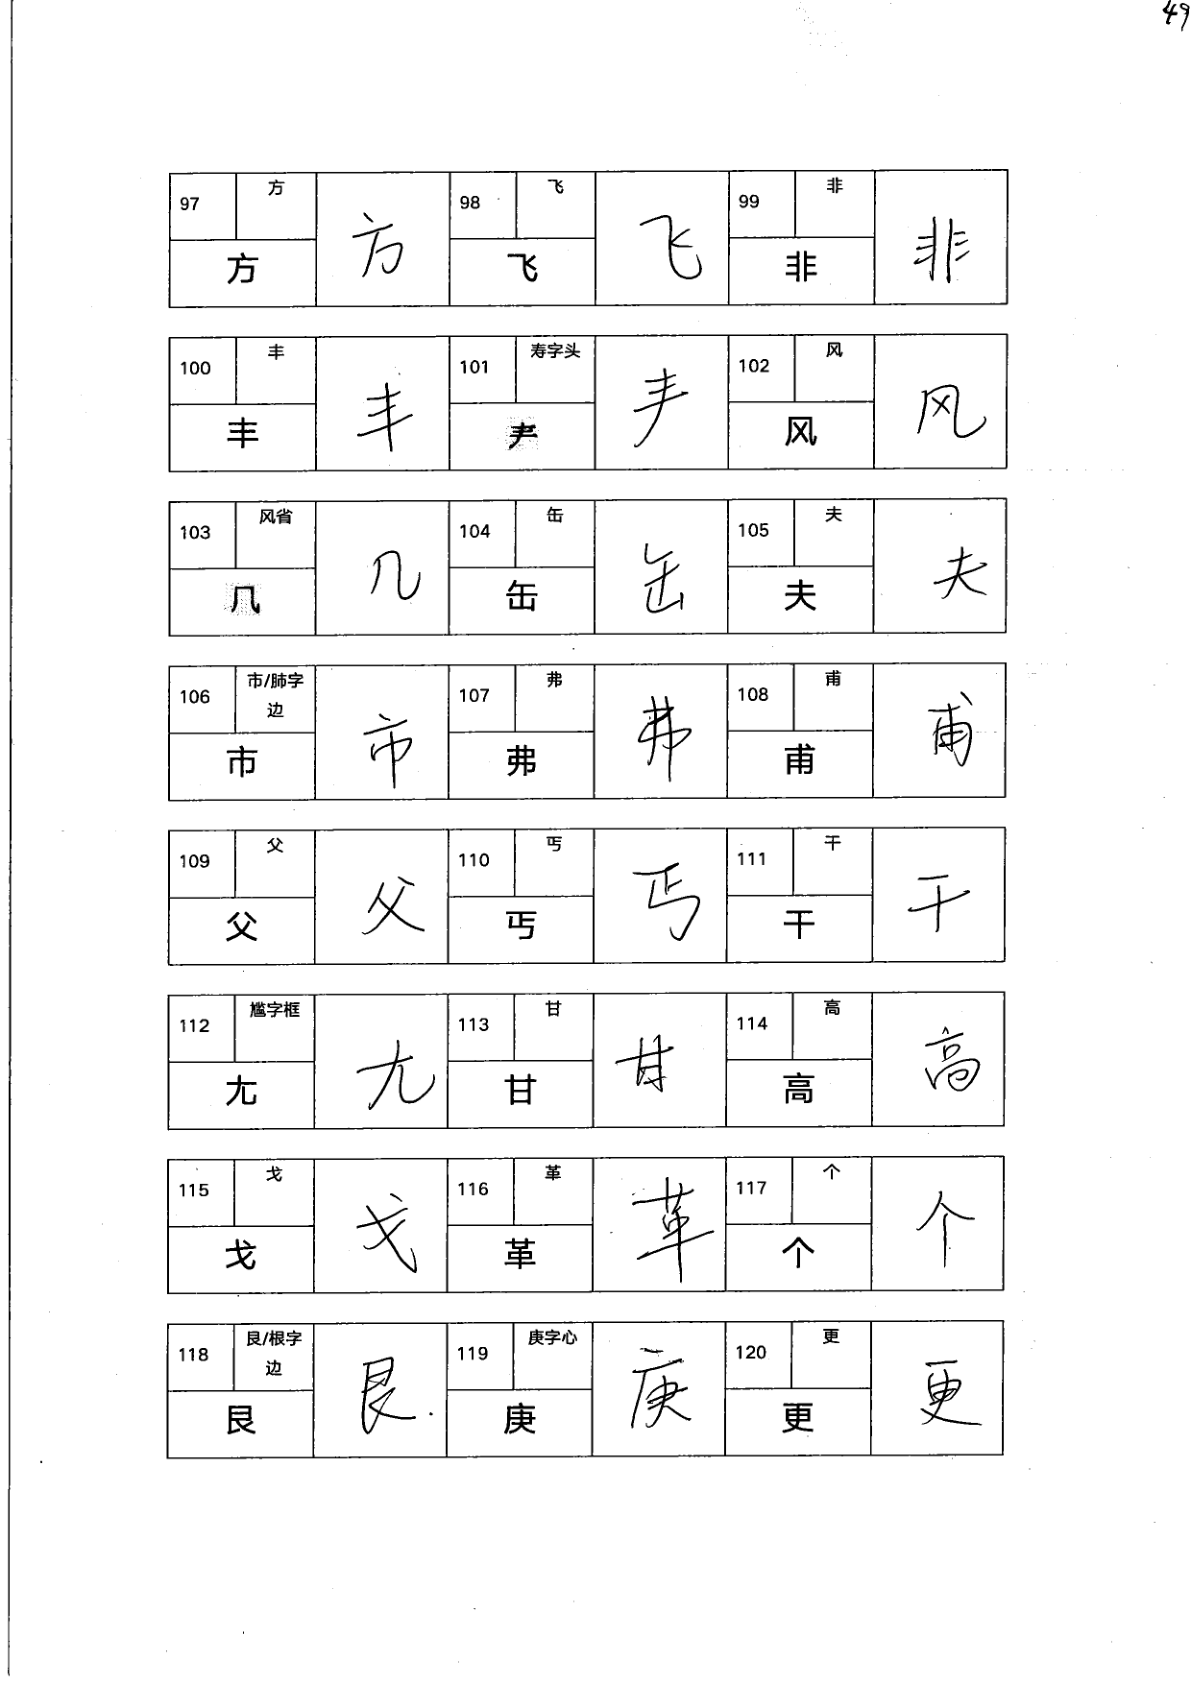 49
97 方 方 方
98 飞 飞 飞
99 非 非 非
100 丰 丰 丰
101 寿字头 龵 龵
102 风 风 风
103 风省 𠘨 𠘨
104 缶 缶 缶
105 夫 夫 夫
106 市/肺字边 市 市
107 弗 弗 弗
108 甫 甫 甫
109 父 父 父
110 丐 丐 丐
111 干 干 干
112 尴字框 尢 尢
113 甘 甘 甘
114 高 高 高
115 戈 戈 戈
116 革 革 革
117 个 个 个
118 艮/根字边 艮 艮
119 庚字心 庚 庚
120 更 更 更